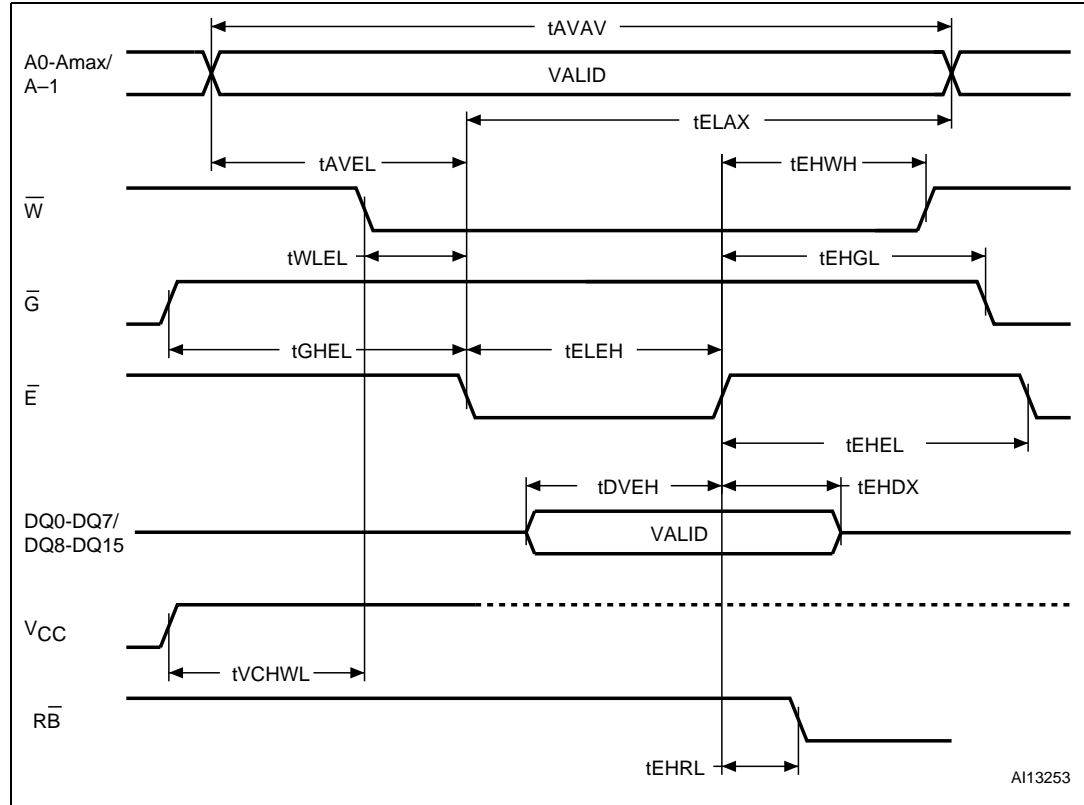 tAVAV
A0-Amax/
A–1
VALID
tELAX
tAVEL
tEHWH
W̅
tWLEL
tEHGL
G̅
tGHEL
tELEH
E̅
tEHEL
tDVEH
tEHDX
DQ0-DQ7/
DQ8-DQ15
VALID
VCC
tVCHWL
RB̅
tEHRL
AI13253